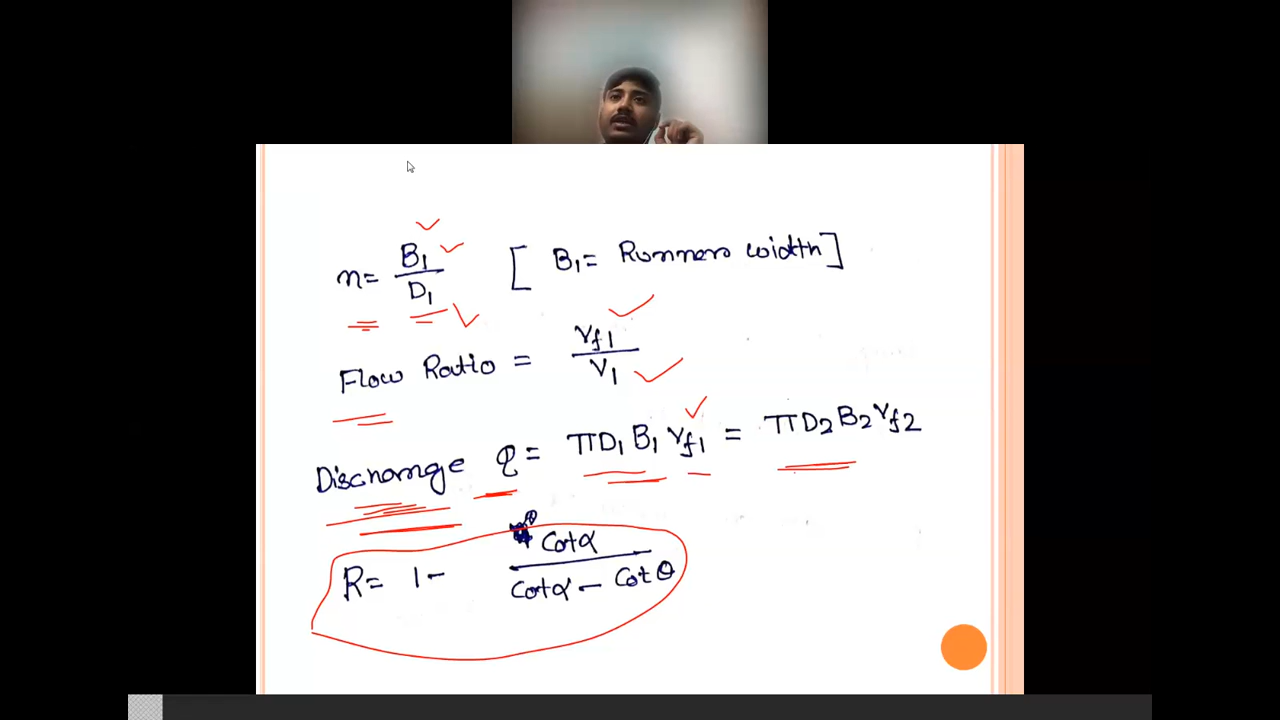 n= B₁/D₁ [ B₁= Runner width ]
Flow Ratio = Vf1/V₁
Discharge Q= πD₁B₁Vf1 = πD₂B₂Vf2
R= 1- Cotα/(Cotα - Cotθ)